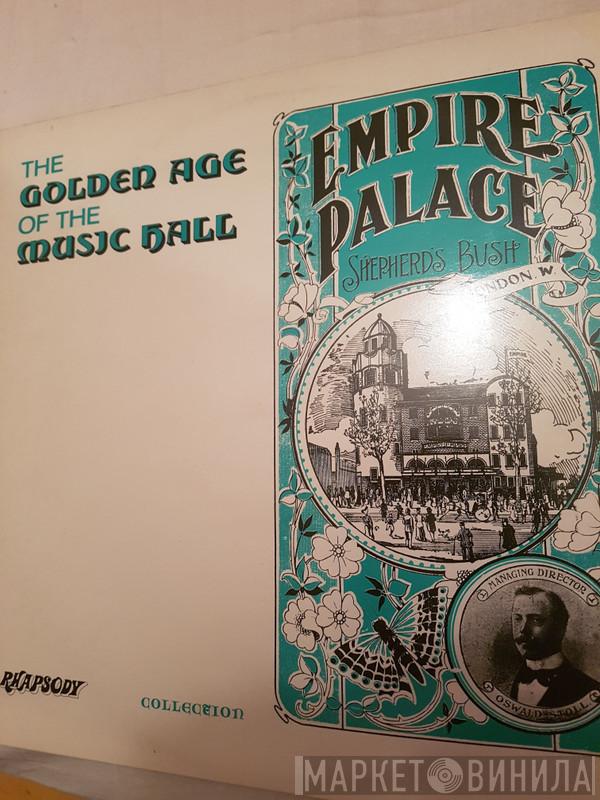 THE
GOLDEN AGE
OF THE
MUSIC HALL
EMPIRE
PALACE
SHEPHERD'S BUSH
LONDON W.
EMPIRE
MANAGING DIRECTOR
OSWALD STOLL
RHAPSODY
COLLECTION
МАРКЕТ ВИНИЛА